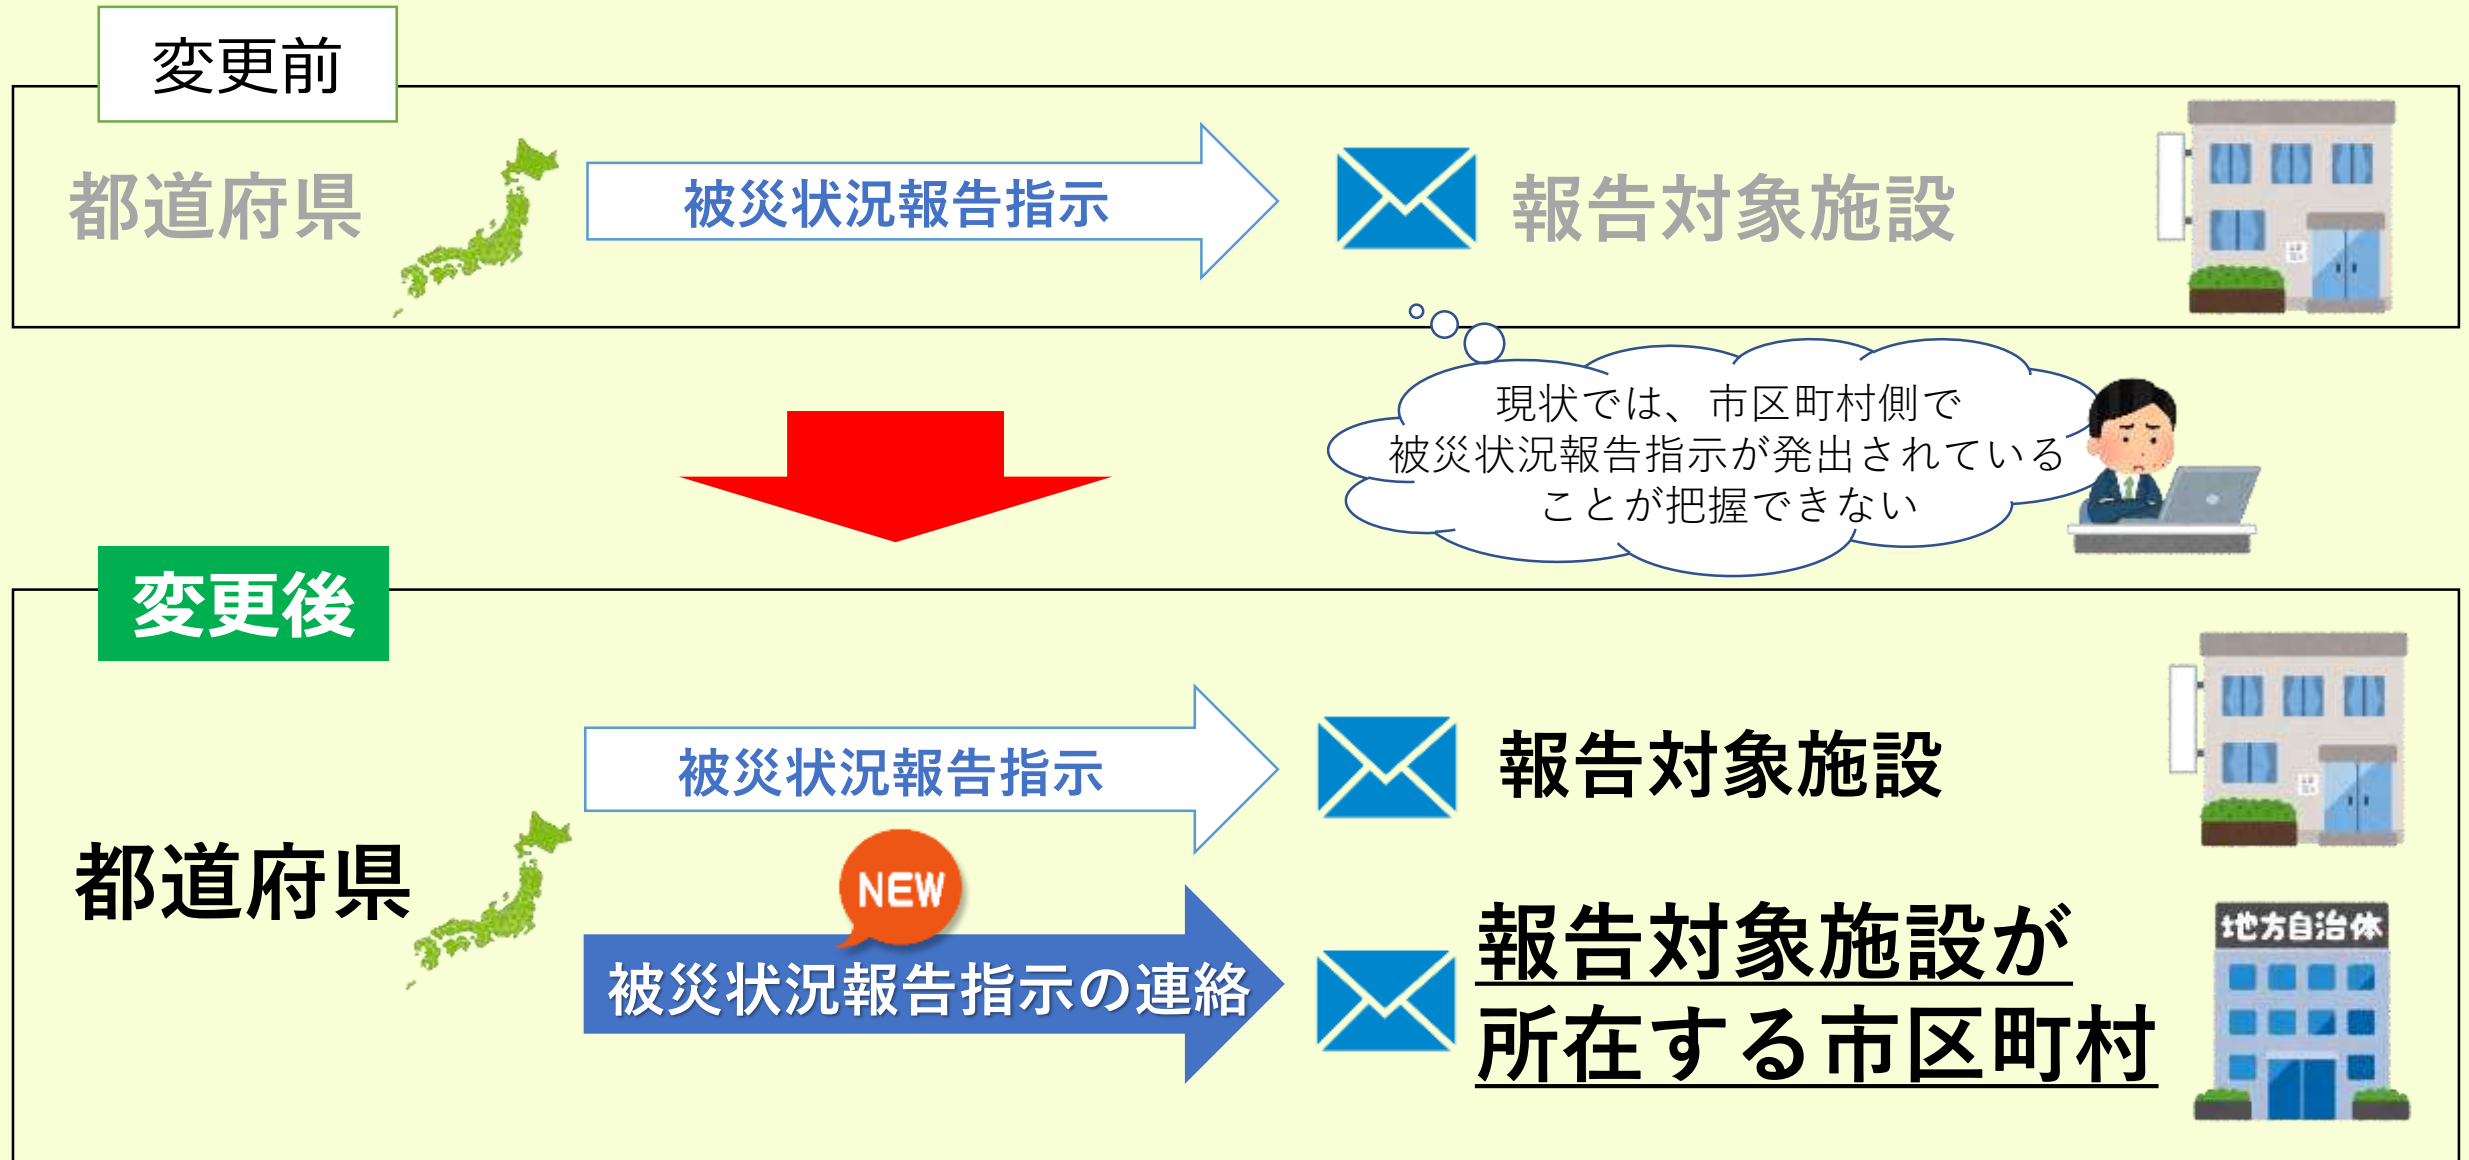 変更前
都道府県
被災状況報告指示
報告対象施設
現状では、市区町村側で
被災状況報告指示が発出されている
ことが把握できない
変更後
都道府県
被災状況報告指示
報告対象施設
NEW
被災状況報告指示の連絡
報告対象施設が
所在する市区町村
地方自治体